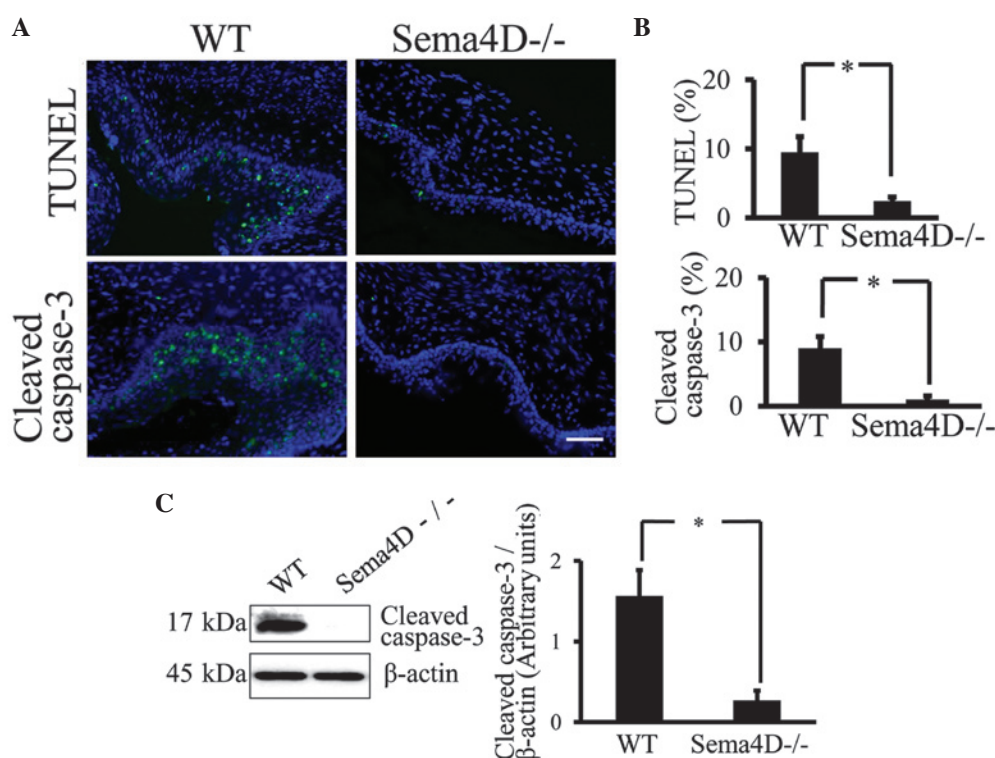 A
WT
Sema4D-/-
TUNEL
Cleaved
caspase-3
B
20
10
0
TUNEL (%)
*
WT
Sema4D-/-
20
10
0
Cleaved
caspase-3 (%)
*
WT
Sema4D-/-
C
WT
Sema4D - / -
17 kDa
Cleaved
caspase-3
45 kDa
β-actin
Cleaved caspase-3 /
β-actin (Arbitrary units)
2
1
0
*
WT
Sema4D-/-